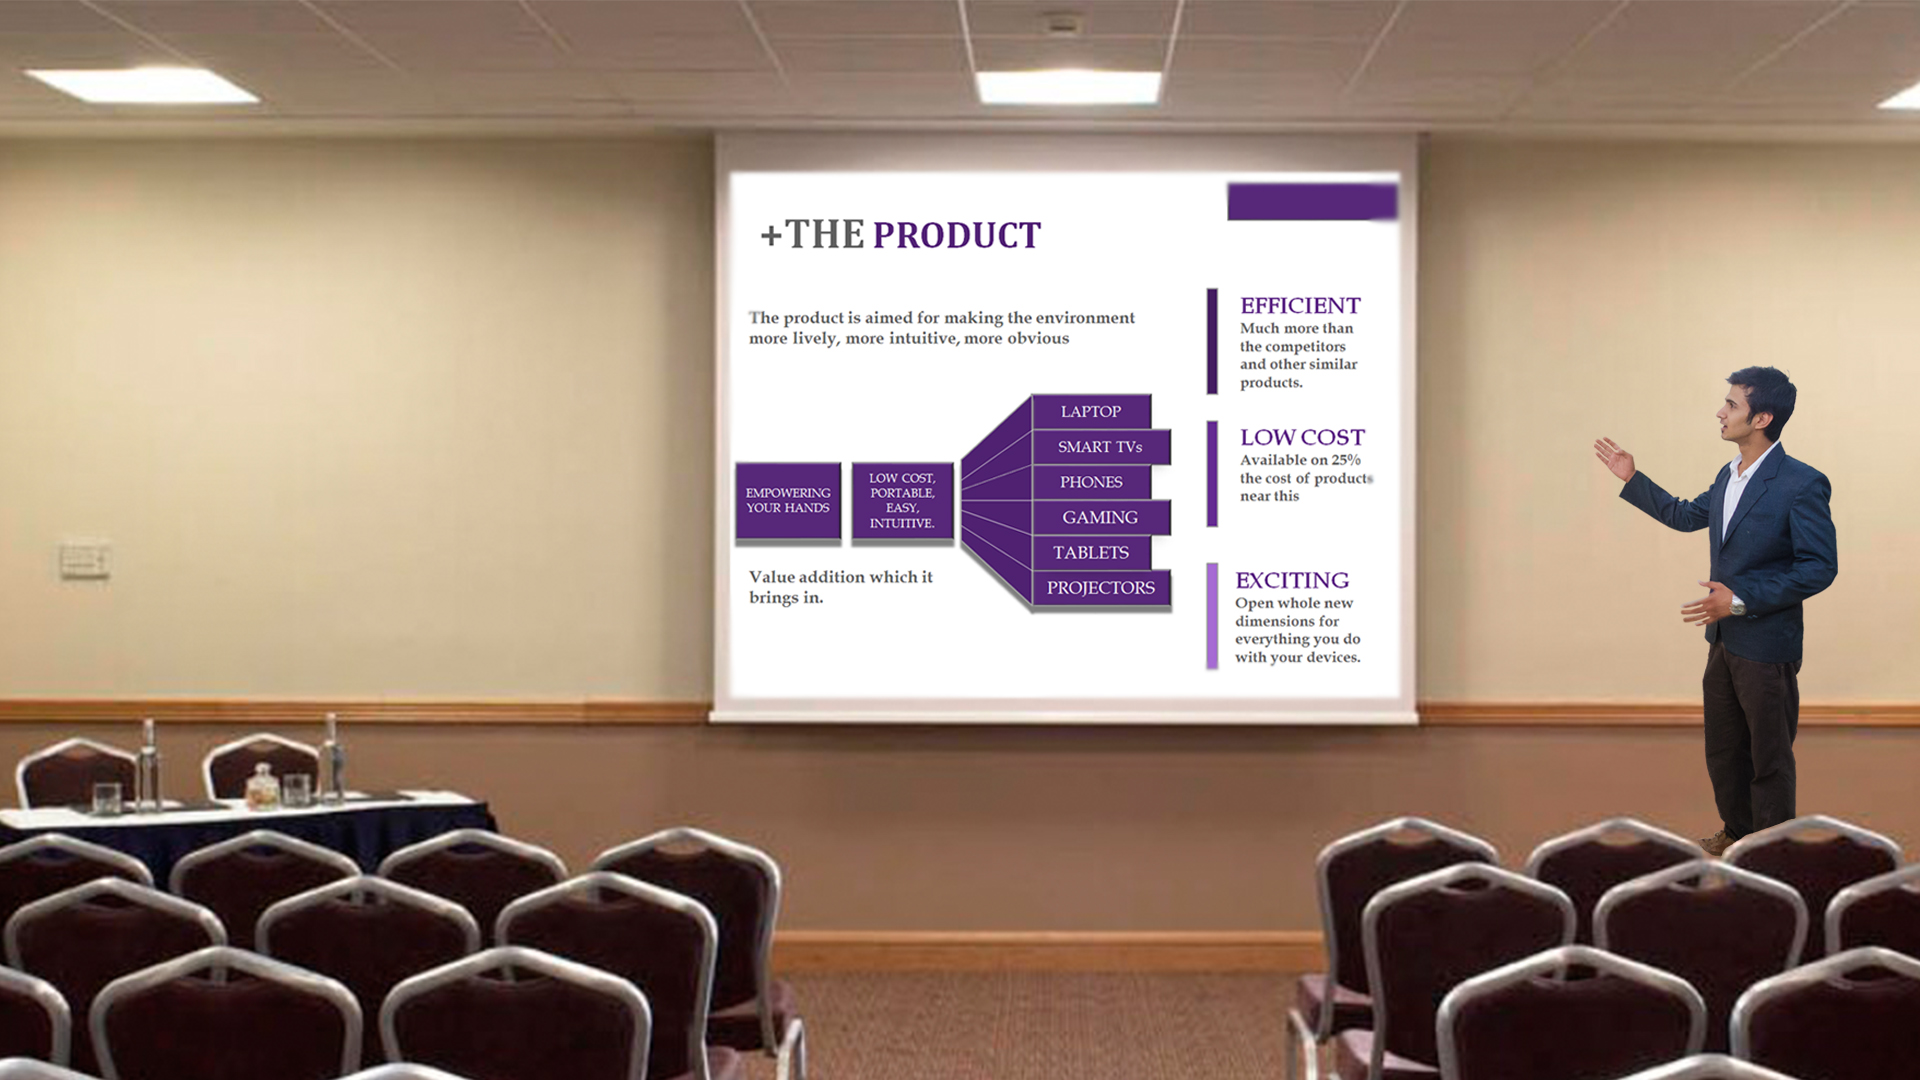 +THE PRODUCT
The product is aimed for making the environment
more lively, more intuitive, more obvious
EMPOWERING
YOUR HANDS
LOW COST,
PORTABLE,
EASY,
INTUITIVE.
LAPTOP
SMART TVs
PHONES
GAMING
TABLETS
PROJECTORS
Value addition which it
brings in.
EFFICIENT
Much more than
the competitors
and other similar
products.
LOW COST
Available on 25%
the cost of products
near this
EXCITING
Open whole new
dimensions for
everything you do
with your devices.